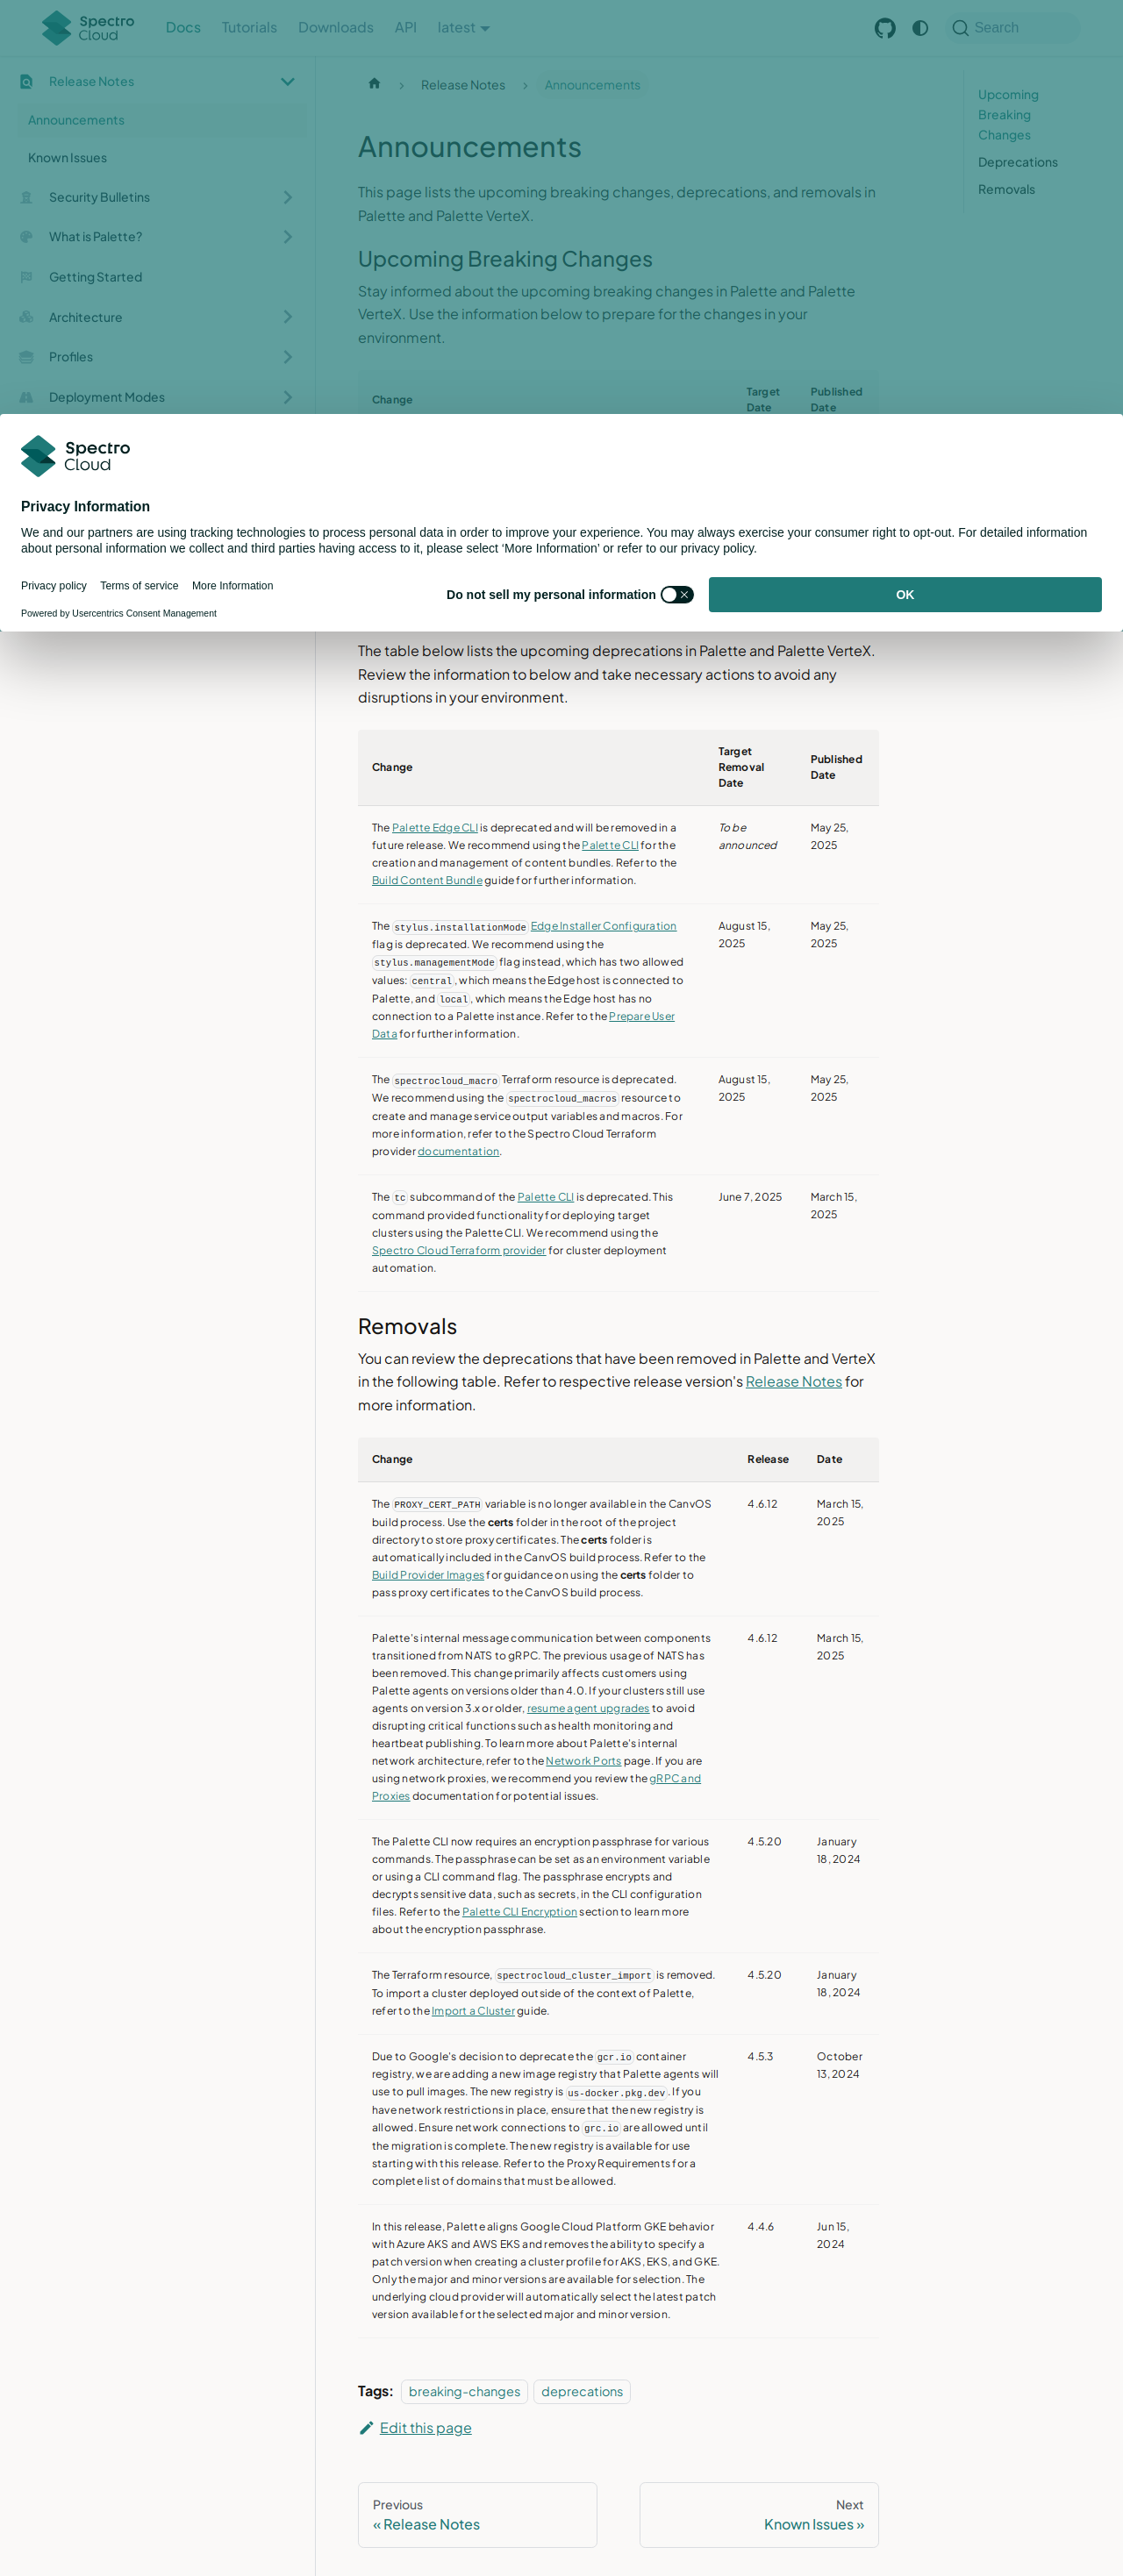 Spectro Cloud
Docs
Tutorials
Downloads
API
latest
Search
Release Notes
Announcements
Known Issues
Security Bulletins
What is Palette?
Getting Started
Architecture
Profiles
Deployment Modes
Release Notes
Announcements
Upcoming
Breaking
Changes
Deprecations
Removals
Announcements
This page lists the upcoming breaking changes, deprecations, and removals in
Palette and Palette VerteX.
Upcoming Breaking Changes
Stay informed about the upcoming breaking changes in Palette and Palette
VerteX. Use the information below to prepare for the changes in your
environment.
Change
Target
Date
Published
Date
Spectro
Cloud
Privacy Information
We and our partners are using tracking technologies to process personal data in order to improve your experience. You may always exercise your consumer right to opt-out. For detailed information
about personal information we collect and third parties having access to it, please select ‘More Information’ or refer to our privacy policy.
Privacy policy
Terms of service
More Information
Powered by Usercentrics Consent Management
Do not sell my personal information
OK
The table below lists the upcoming deprecations in Palette and Palette VerteX.
Review the information to below and take necessary actions to avoid any
disruptions in your environment.
Change
Target
Removal
Date
Published
Date
The Palette Edge CLI is deprecated and will be removed in a
future release. We recommend using the Palette CLI for the
creation and management of content bundles. Refer to the
Build Content Bundle guide for further information.
To be
announced
May 25,
2025
The stylus.installationMode Edge Installer Configuration
flag is deprecated. We recommend using the
stylus.managementMode flag instead, which has two allowed
values: central, which means the Edge host is connected to
Palette, and local, which means the Edge host has no
connection to a Palette instance. Refer to the Prepare User
Data for further information.
August 15,
2025
May 25,
2025
The spectrocloud_macro Terraform resource is deprecated.
We recommend using the spectrocloud_macros resource to
create and manage service output variables and macros. For
more information, refer to the Spectro Cloud Terraform
provider documentation.
August 15,
2025
May 25,
2025
The tc subcommand of the Palette CLI is deprecated. This
command provided functionality for deploying target
clusters using the Palette CLI. We recommend using the
Spectro Cloud Terraform provider for cluster deployment
automation.
June 7, 2025
March 15,
2025
Removals
You can review the deprecations that have been removed in Palette and VerteX
in the following table. Refer to respective release version's Release Notes for
more information.
Change
Release
Date
The PROXY_CERT_PATH variable is no longer available in the CanvOS
build process. Use the certs folder in the root of the project
directory to store proxy certificates. The certs folder is
automatically included in the CanvOS build process. Refer to the
Build Provider Images for guidance on using the certs folder to
pass proxy certificates to the CanvOS build process.
4.6.12
March 15,
2025
Palette's internal message communication between components
transitioned from NATS to gRPC. The previous usage of NATS has
been removed. This change primarily affects customers using
Palette agents on versions older than 4.0. If your clusters still use
agents on version 3.x or older, resume agent upgrades to avoid
disrupting critical functions such as health monitoring and
heartbeat publishing. To learn more about Palette's internal
network architecture, refer to the Network Ports page. If you are
using network proxies, we recommend you review the gRPC and
Proxies documentation for potential issues.
4.6.12
March 15,
2025
The Palette CLI now requires an encryption passphrase for various
commands. The passphrase can be set as an environment variable
or using a CLI command flag. The passphrase encrypts and
decrypts sensitive data, such as secrets, in the CLI configuration
files. Refer to the Palette CLI Encryption section to learn more
about the encryption passphrase.
4.5.20
January
18, 2024
The Terraform resource, spectrocloud_cluster_import is removed.
To import a cluster deployed outside of the context of Palette,
refer to the Import a Cluster guide.
4.5.20
January
18, 2024
Due to Google's decision to deprecate the gcr.io container
registry, we are adding a new image registry that Palette agents will
use to pull images. The new registry is us-docker.pkg.dev. If you
have network restrictions in place, ensure that the new registry is
allowed. Ensure network connections to grc.io are allowed until
the migration is complete. The new registry is available for use
starting with this release. Refer to the Proxy Requirements for a
complete list of domains that must be allowed.
4.5.3
October
13, 2024
In this release, Palette aligns Google Cloud Platform GKE behavior
with Azure AKS and AWS EKS and removes the ability to specify a
patch version when creating a cluster profile for AKS, EKS, and GKE.
Only the major and minor versions are available for selection. The
underlying cloud provider will automatically select the latest patch
version available for the selected major and minor version.
4.4.6
Jun 15,
2024
Tags:
breaking-changes
deprecations
Edit this page
Previous
« Release Notes
Next
Known Issues »